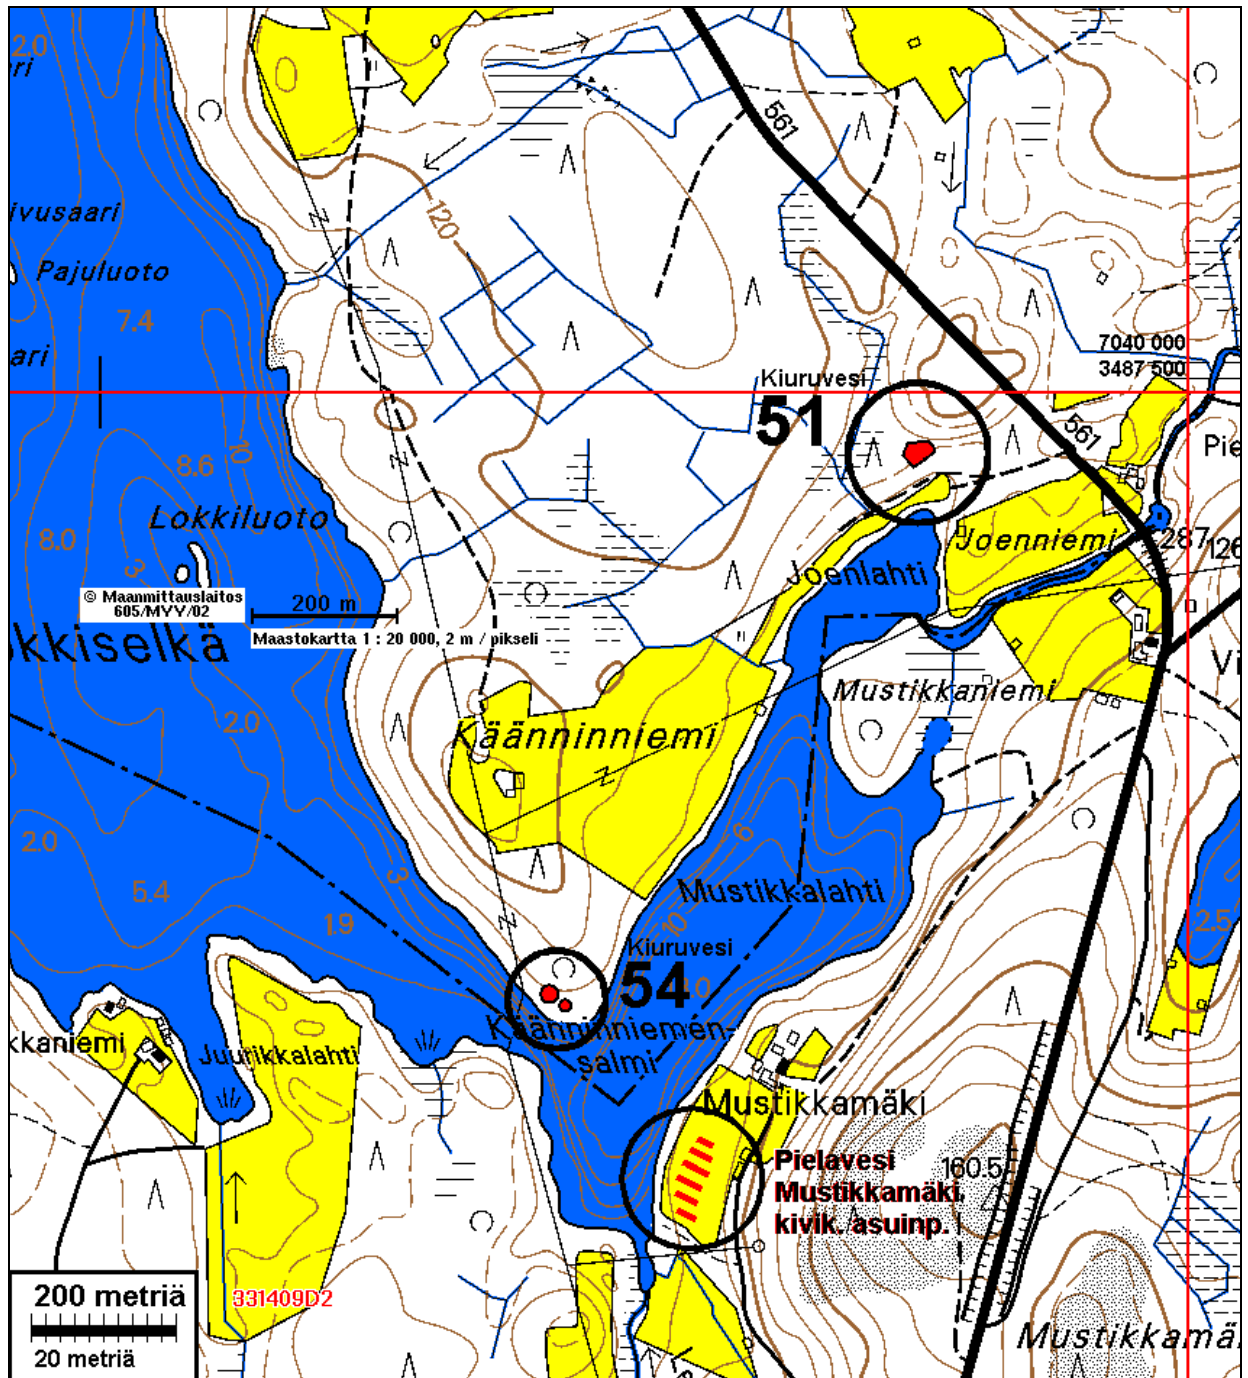 2.0
561
120
ivusaari
Pajuluoto
7.4
ari
7040 000
3487 500
Kiuruvesi
51
561
10
8.6
Lokkiluoto
8.0
3
Joenniemi
Joenlahti
© Maanmittauslaitos
605/MYY/02
200 m
Maastokartta 1 : 20 000, 2 m / pikseli
kkiselkä
Mustikkaniemi
2.0
Käänninniemi
6
2.0
3
5.4
19
Mustikkalahti
10
2.5
Kiuruvesi
54
Käänninniemen-
salmi
kkaniemi
Juurikkalahti
Mustikkamäki
Pielavesi
Mustikkamäki
kivik. asuinp.
160.5
200 metriä
20 metriä
331409D2
Mustikkamä